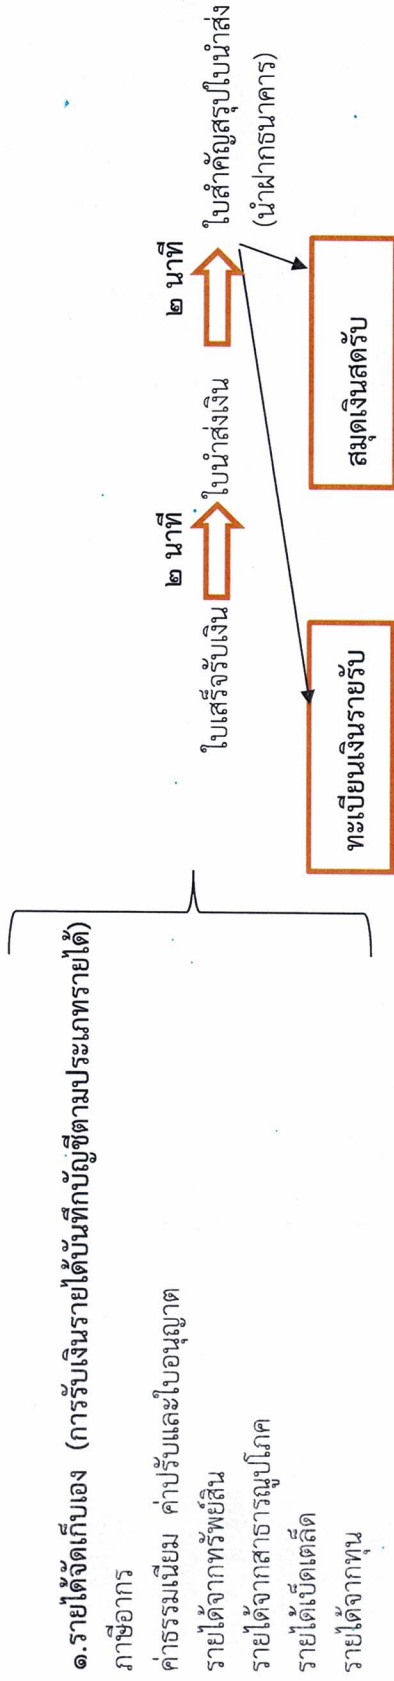 ๑.รายได้จัดเก็บเอง (การรับเงินรายได้บันทึกบัญชีตามประเภทรายได้)
ภาษีอากร
ค่าธรรมเนียม ค่าปรับและใบอนุญาต
รายได้จากทรัพย์สิน
รายได้จากสาธารณูปโภค
รายได้เบ็ดเตล็ด
รายได้จากทุน
๒ นาที
๒ นาที
ใบเสร็จรับเงิน
ใบนำส่งเงิน
ใบสำคัญสรุปใบนำส่ง
(นำฝากธนาคาร)
ทะเบียนเงินรายรับ
สมุดเงินสดรับ